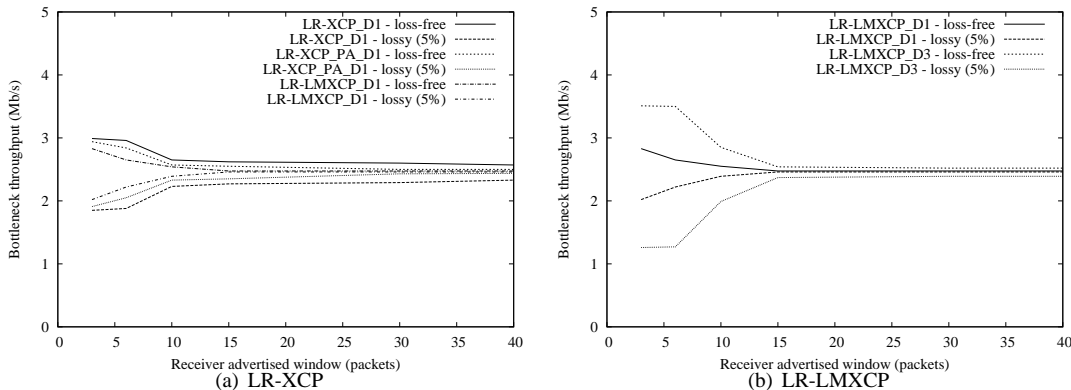 5
4
3
2
1
0
0 5 10 15 20 25 30 35 40
Bottleneck throughput (Mb/s)
Receiver advertised window (packets)
LR-XCP_D1 - loss-free
LR-XCP_D1 - lossy (5%)
LR-XCP_PA_D1 - loss-free
LR-XCP_PA_D1 - lossy (5%)
LR-LMXCP_D1 - loss-free
LR-LMXCP_D1 - lossy (5%)
(a) LR-XCP
5
4
3
2
1
0
0 5 10 15 20 25 30 35 40
Bottleneck throughput (Mb/s)
Receiver advertised window (packets)
LR-LMXCP_D1 - loss-free
LR-LMXCP_D1 - lossy (5%)
LR-LMXCP_D3 - loss-free
LR-LMXCP_D3 - lossy (5%)
(b) LR-LMXCP